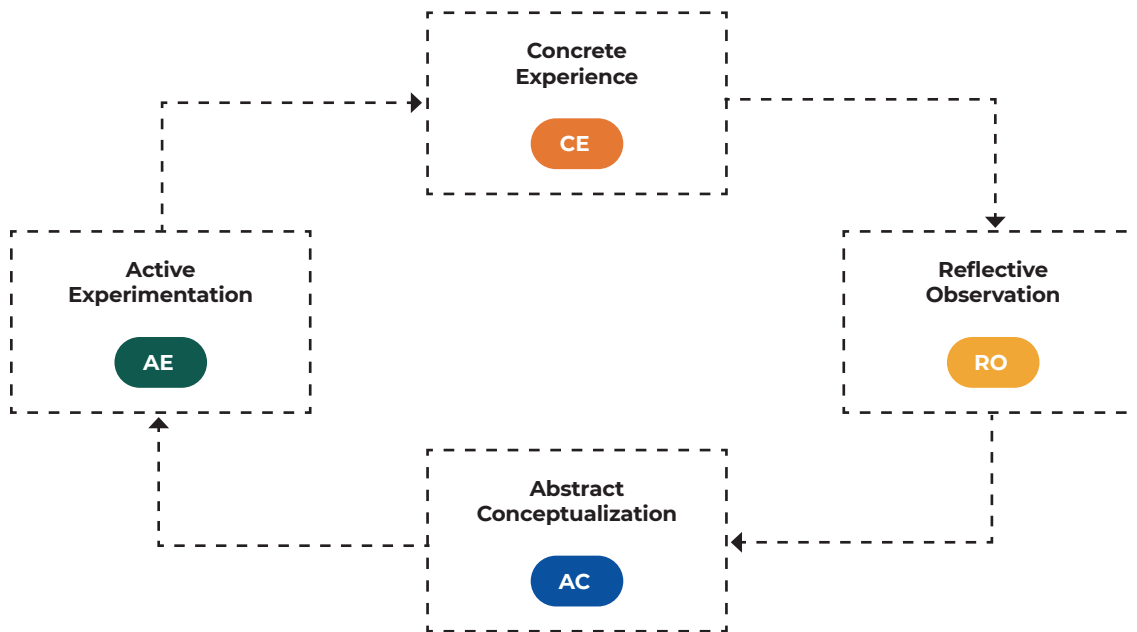 Concrete
Experience
CE
Active
Experimentation
AE
Reflective
Observation
RO
Abstract
Conceptualization
AC